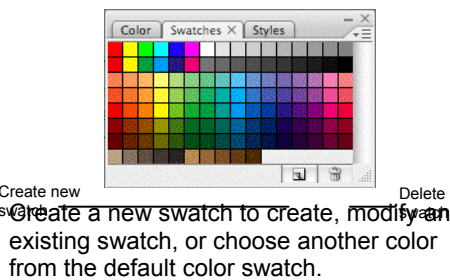 Color Swatches × Styles
Create new
swatch
Delete
swatch
Create a new swatch to create, modify an
existing swatch, or choose another color
from the default color swatch.